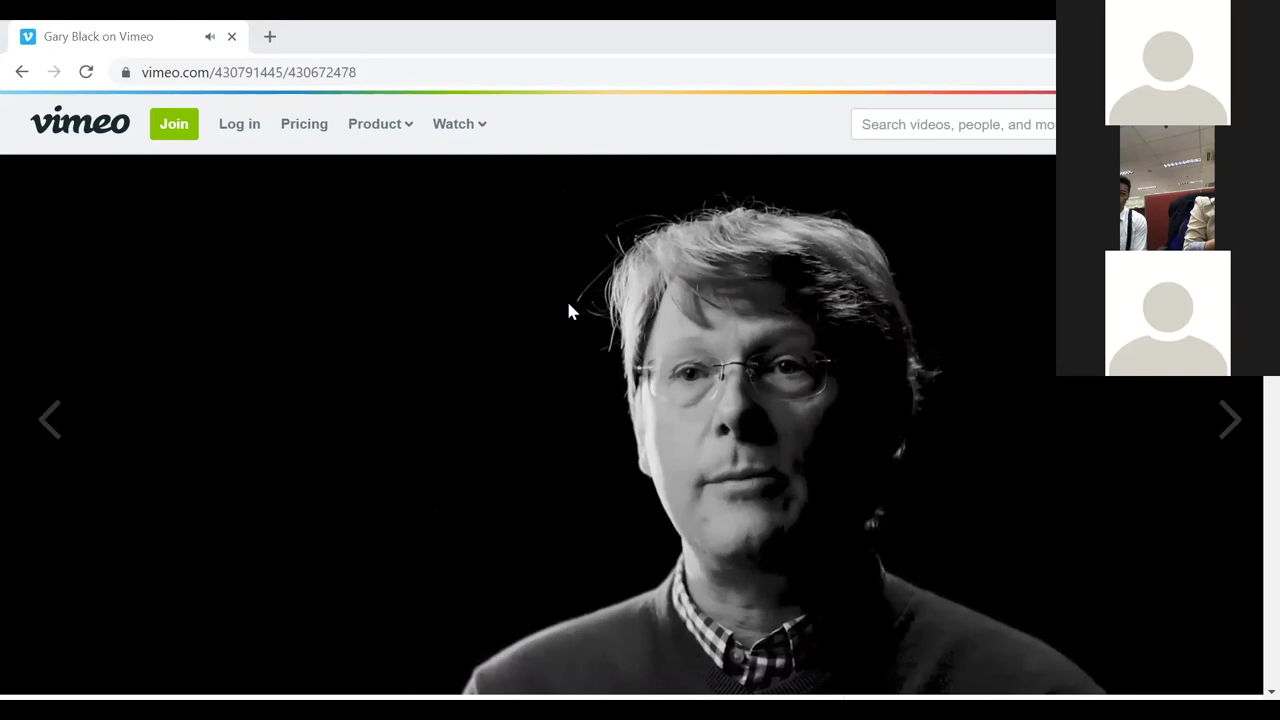 Gary Black on Vimeo
vimeo.com/430791445/430672478
vimeo Join Log in Pricing Product Watch Search videos, people, and mo